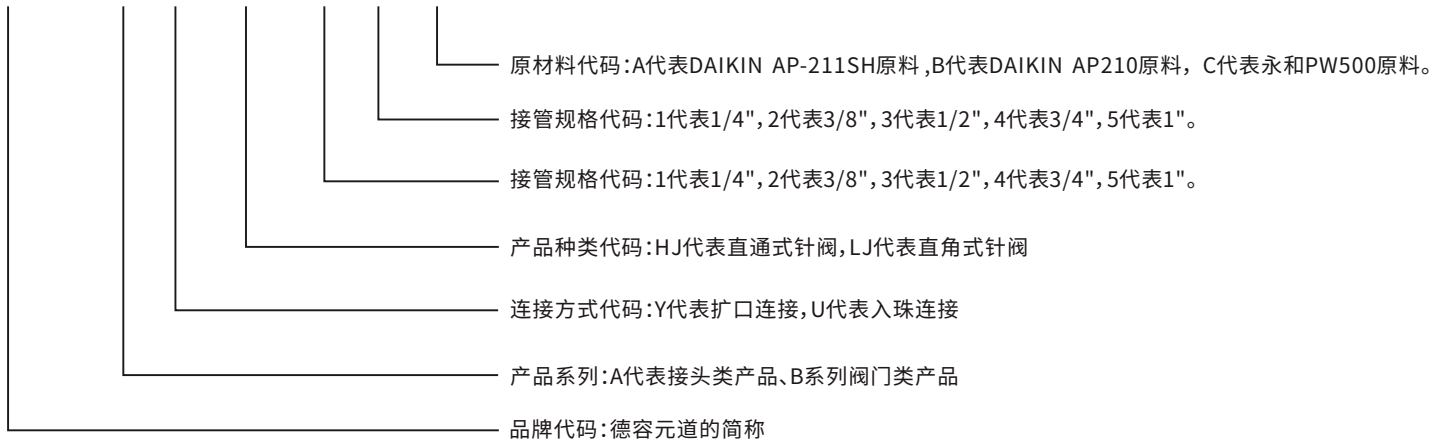 原材料代码:A代表DAIKIN AP-211SH原料,B代表DAIKIN AP210原料，C代表永和PW500原料。
接管规格代码:1代表1/4",2代表3/8",3代表1/2",4代表3/4",5代表1"。
接管规格代码:1代表1/4",2代表3/8",3代表1/2",4代表3/4",5代表1"。
产品种类代码:HJ代表直通式针阀,LJ代表直角式针阀
连接方式代码:Y代表扩口连接,U代表入珠连接
产品系列:A代表接头类产品、B系列阀门类产品
品牌代码:德容元道的简称